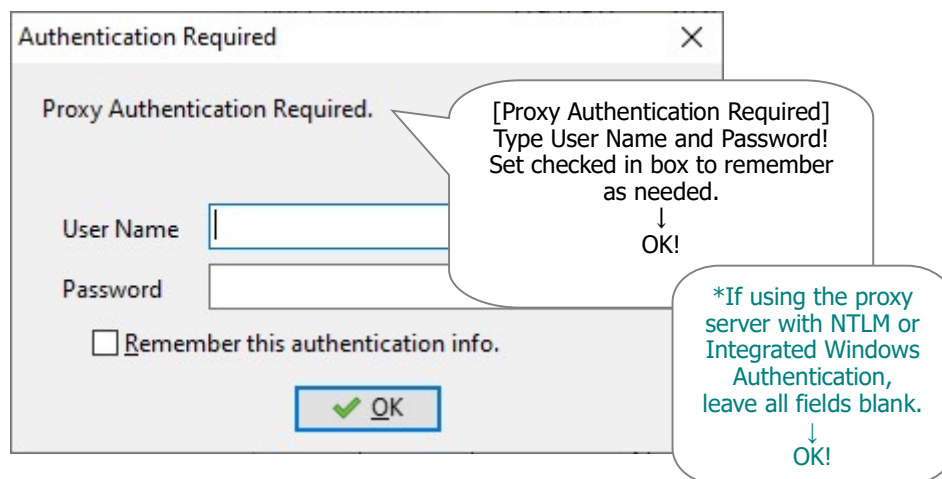 Authentication Required
Proxy Authentication Required.
[Proxy Authentication Required]
Type User Name and Password!
Set checked in box to remember
as needed.
↓
OK!
User Name
Password
Remember this authentication info.
OK
*If using the proxy
server with NTLM or
Integrated Windows
Authentication,
leave all fields blank.
↓
OK!